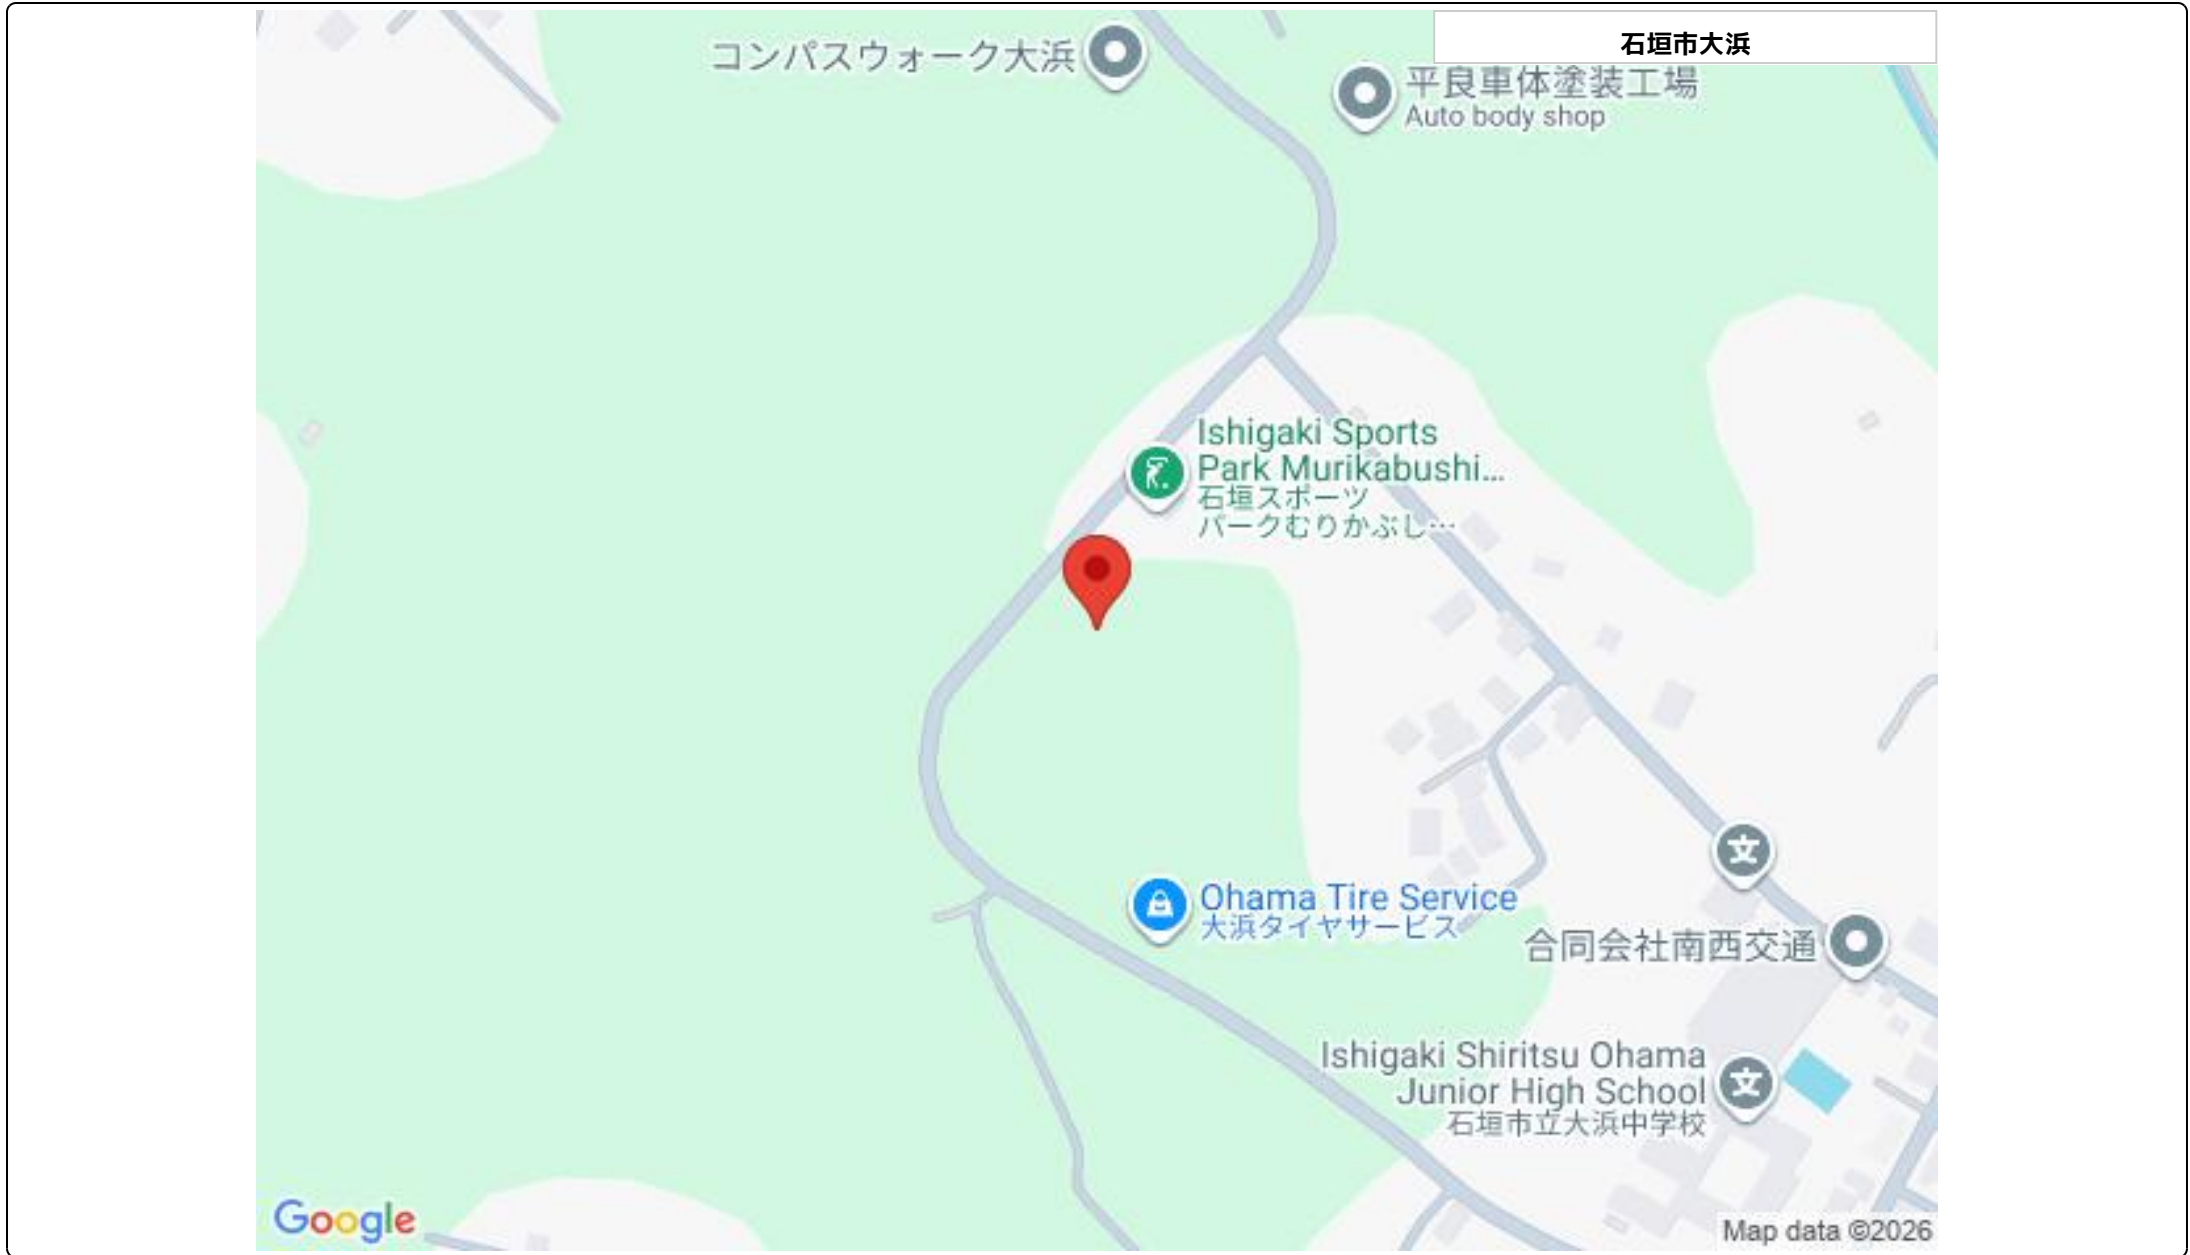 石垣市大浜
コンパスウォーク大浜
平良車体塗装工場
Auto body shop
Ishigaki Sports
Park Murikabushi...
石垣スポーツ
パークむりかぶし…
Ohama Tire Service
大浜タイヤサービス
文
合同会社南西交通
Ishigaki Shiritsu Ohama
Junior High School
石垣市立大浜中学校
文
Google
Map data ©2026